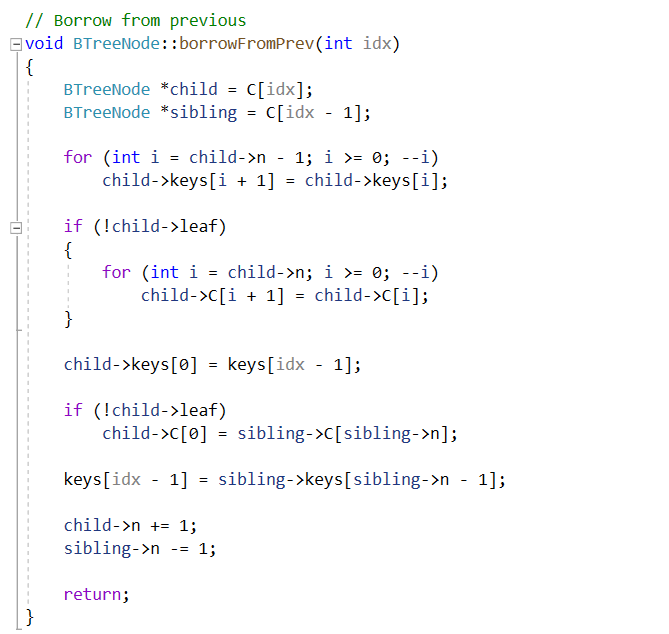 // Borrow from previous
void BTreeNode::borrowFromPrev(int idx)
{
    BTreeNode *child = C[idx];
    BTreeNode *sibling = C[idx - 1];

    for (int i = child->n - 1; i >= 0; --i)
        child->keys[i + 1] = child->keys[i];

    if (!child->leaf)
    {
        for (int i = child->n; i >= 0; --i)
            child->C[i + 1] = child->C[i];
    }

    child->keys[0] = keys[idx - 1];

    if (!child->leaf)
        child->C[0] = sibling->C[sibling->n];

    keys[idx - 1] = sibling->keys[sibling->n - 1];

    child->n += 1;
    sibling->n -= 1;

    return;
}